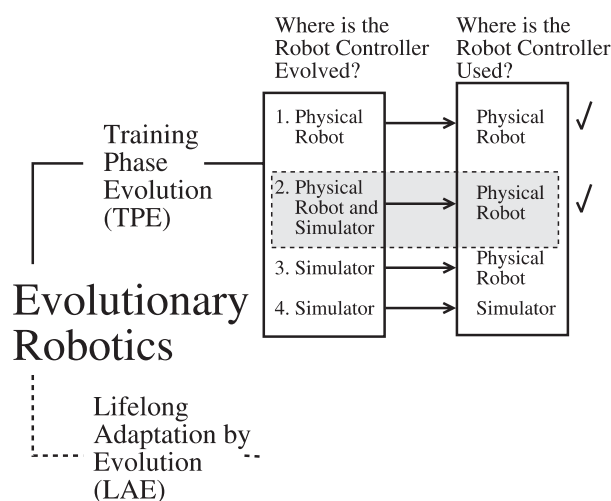 Where is the
Robot Controller
Evolved?
Where is the
Robot Controller
Used?
1. Physical
Robot
Physical
Robot
Training
Phase
Evolution
(TPE)
2. Physical
Robot and
Simulator
Physical
Robot
3. Simulator
Physical
Robot
4. Simulator
Simulator
Evolutionary
Robotics
Lifelong
Adaptation by
Evolution
(LAE)